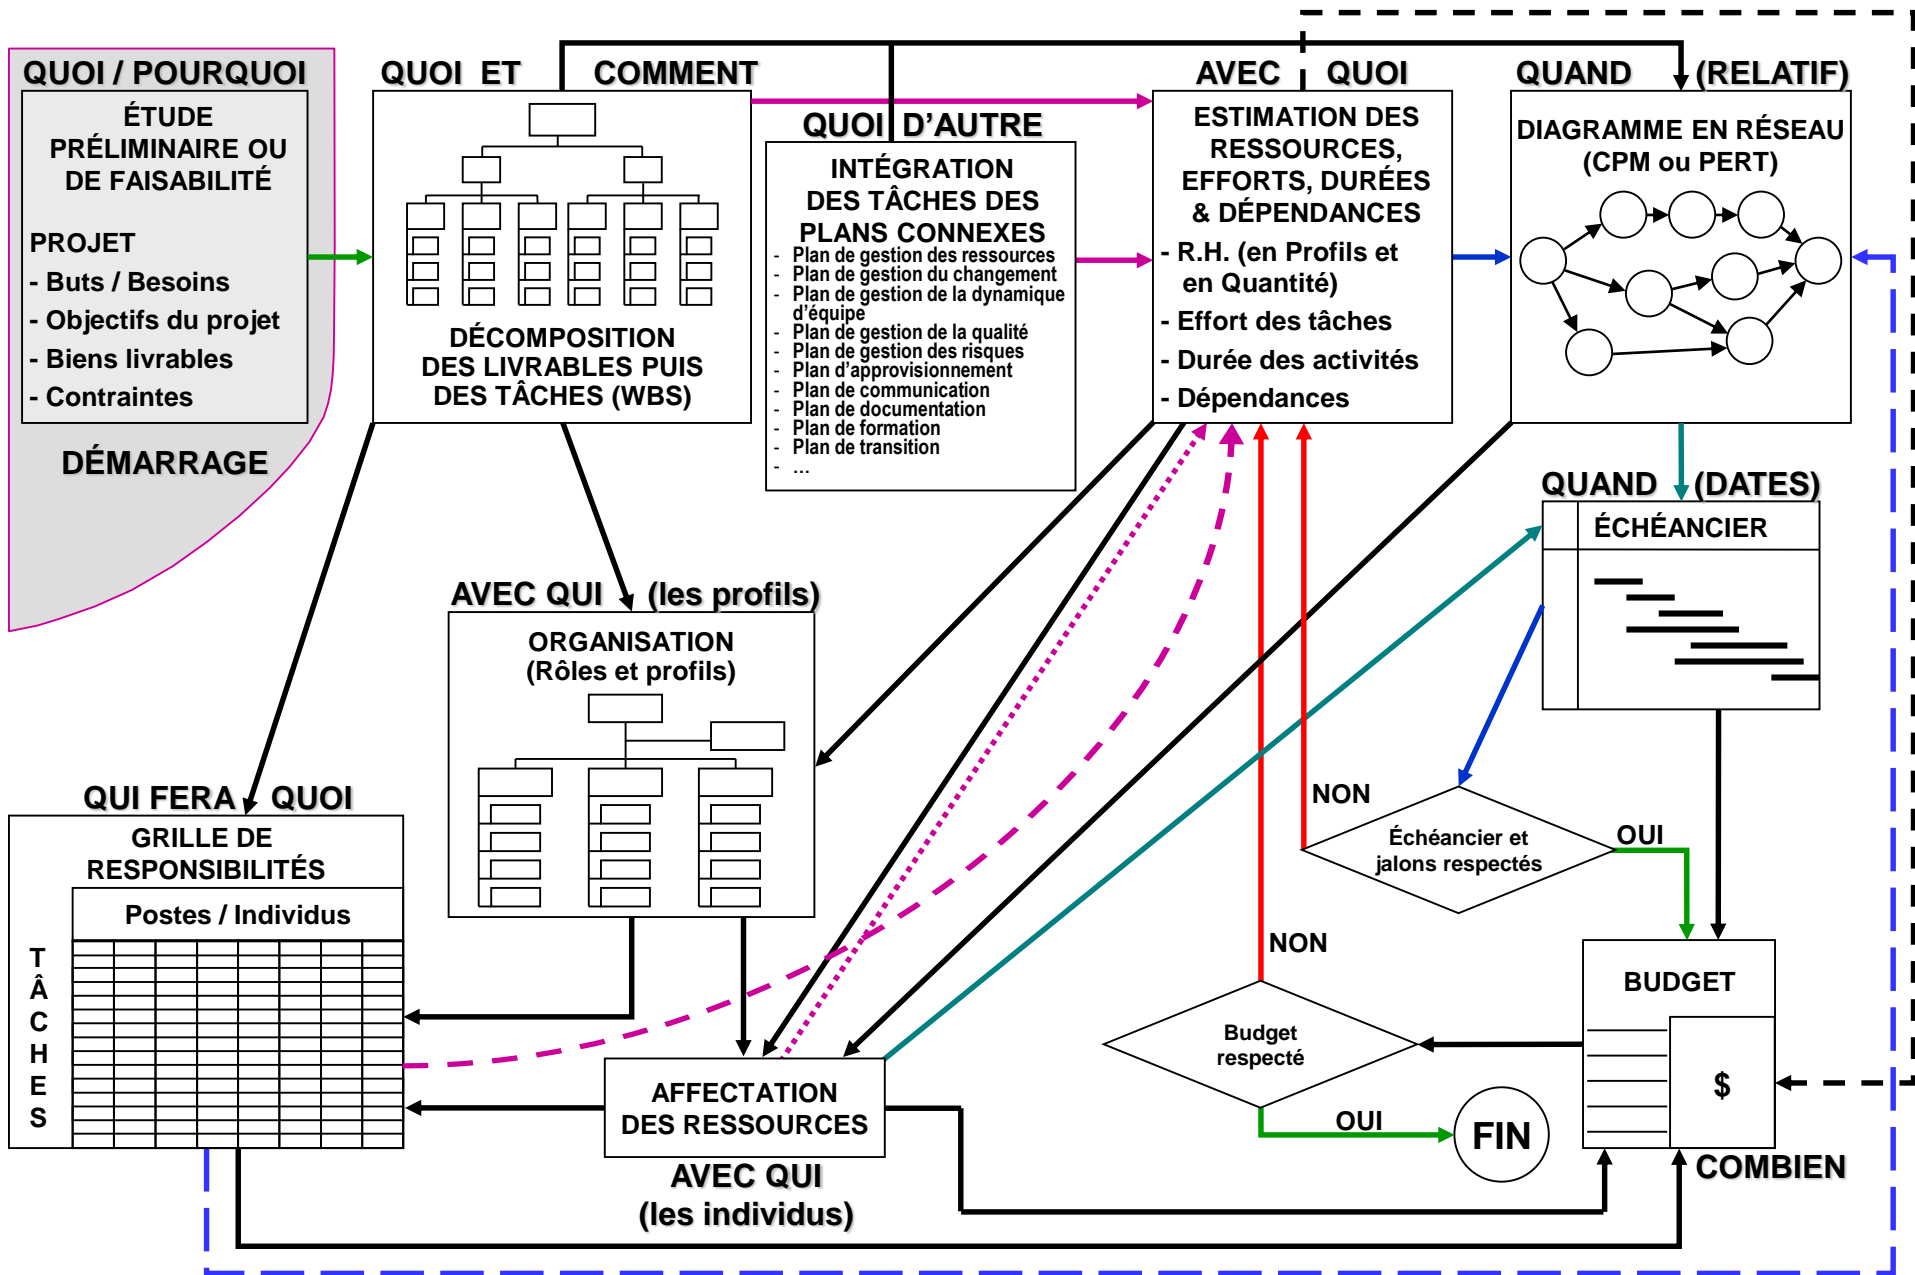 QUOI / POURQUOI
ÉTUDE
PRÉLIMINAIRE OU
DE FAISABILITÉ
PROJET
- Buts / Besoins
- Objectifs du projet
- Biens livrables
- Contraintes
DÉMARRAGE
QUOI ET COMMENT
DÉCOMPOSITION
DES LIVRABLES PUIS
DES TÂCHES (WBS)
QUOI D'AUTRE
INTÉGRATION
DES TÂCHES DES
PLANS CONNEXES
- Plan de gestion des ressources
- Plan de gestion du changement
- Plan de gestion de la dynamique
d'équipe
- Plan de gestion de la qualité
- Plan de gestion des risques
- Plan d'approvisionnement
- Plan de communication
- Plan de documentation
- Plan de formation
- Plan de transition
- ...
AVEC QUOI
ESTIMATION DES
RESSOURCES,
EFFORTS, DURÉES
& DÉPENDANCES
- R.H. (en Profils et
en Quantité)
- Effort des tâches
- Durée des activités
- Dépendances
QUAND (RELATIF)
DIAGRAMME EN RÉSEAU
(CPM ou PERT)
QUAND (DATES)
ÉCHÉANCIER
AVEC QUI (les profils)
ORGANISATION
(Rôles et profils)
QUI FERA QUOI
GRILLE DE
RESPONSIBILITÉS
Postes / Individus
T
Â
C
H
E
S
AFFECTATION
DES RESSOURCES
AVEC QUI
(les individus)
NON
Échéancier et
jalons respectés
OUI
NON
Budget
respecté
OUI
FIN
BUDGET
$
COMBIEN